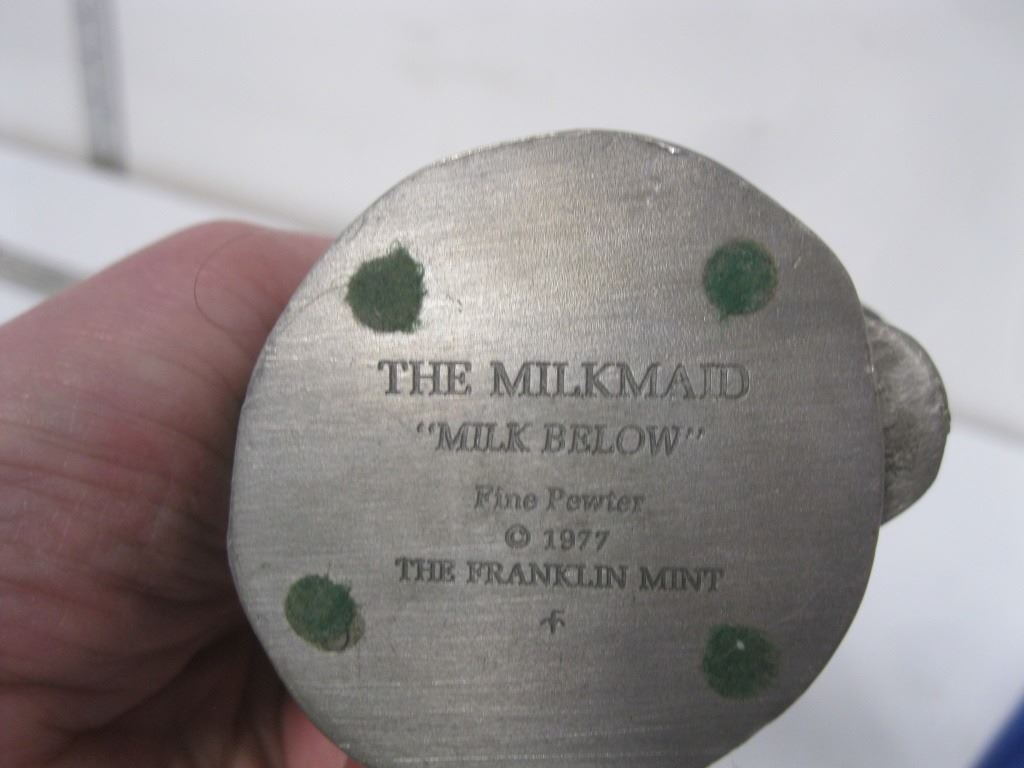 THE MILKMAID
“MILK BELOW”
Fine Pewter
© 1977
THE FRANKLIN MINT